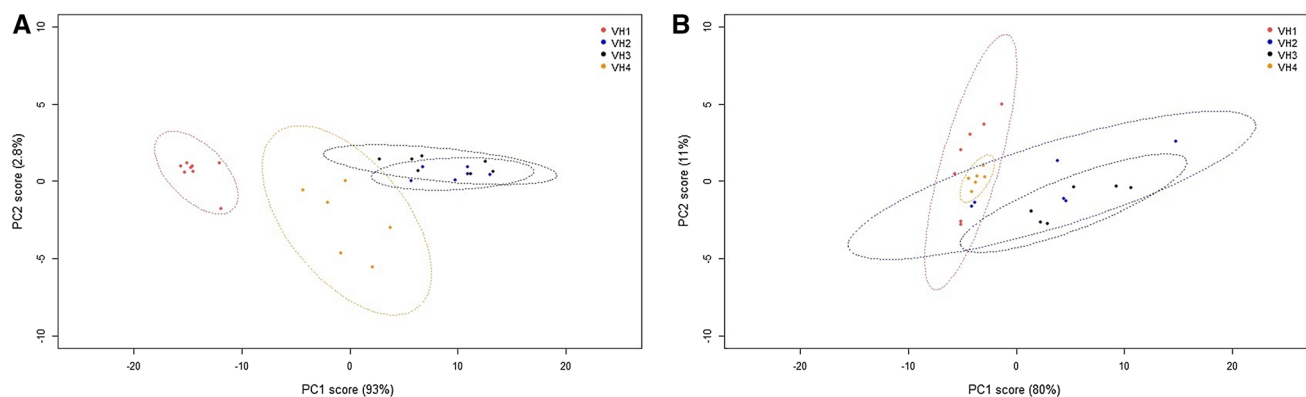 A
VH1
VH2
VH3
VH4
10
5
0
-5
-10
PC2 score (2.8%)
-20
-10
0
10
20
PC1 score (93%)
B
VH1
VH2
VH3
VH4
10
5
0
-5
-10
PC2 score (11%)
-20
-10
0
10
20
PC1 score (80%)